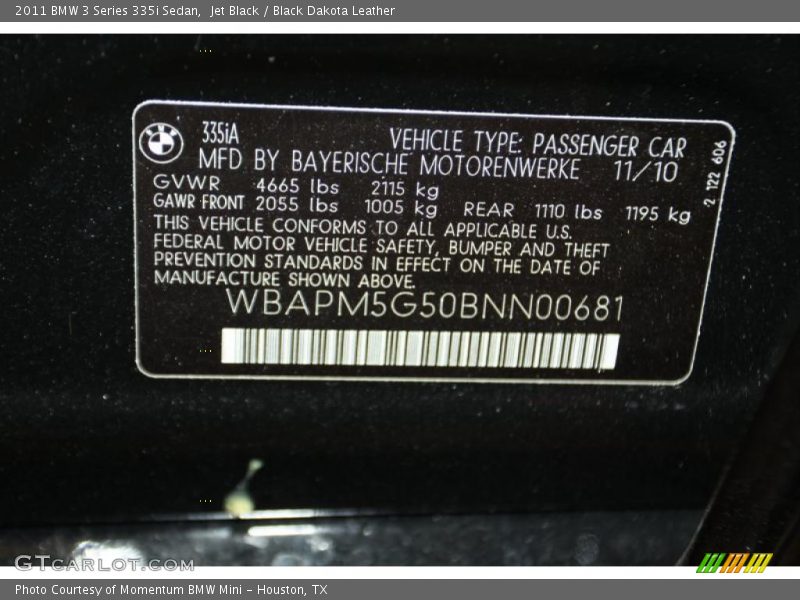 2011 BMW 3 Series 335i Sedan, Jet Black / Black Dakota Leather
335iA
VEHICLE TYPE: PASSENGER CAR
MFD BY BAYERISCHE MOTORENWERKE 11/10
GVWR 4665 lbs 2115 kg
GAWR FRONT 2055 lbs 1005 kg REAR 1110 lbs 1195 kg
THIS VEHICLE CONFORMS TO ALL APPLICABLE U.S.
FEDERAL MOTOR VEHICLE SAFETY, BUMPER AND THEFT
PREVENTION STANDARDS IN EFFECT ON THE DATE OF
MANUFACTURE SHOWN ABOVE.
WBAPM5G50BNN00681
2 122 606
GTCARLOT.COM
Photo Courtesy of Momentum BMW Mini - Houston, TX